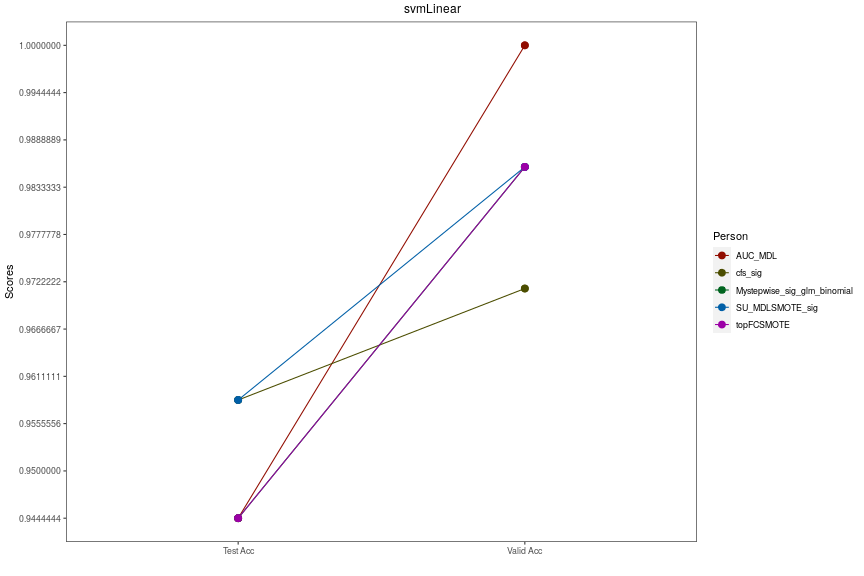 svmLinear
Scores
1.0000000
0.9944444
0.9888889
0.9833333
0.9777778
0.9722222
0.9666667
0.9611111
0.9555556
0.9500000
0.9444444
Test Acc
Valid Acc
Person
AUC_MDL
cfs_sig
Mystepwise_sig_glm_binomial
SU_MDLSMOTE_sig
topFCSMOTE